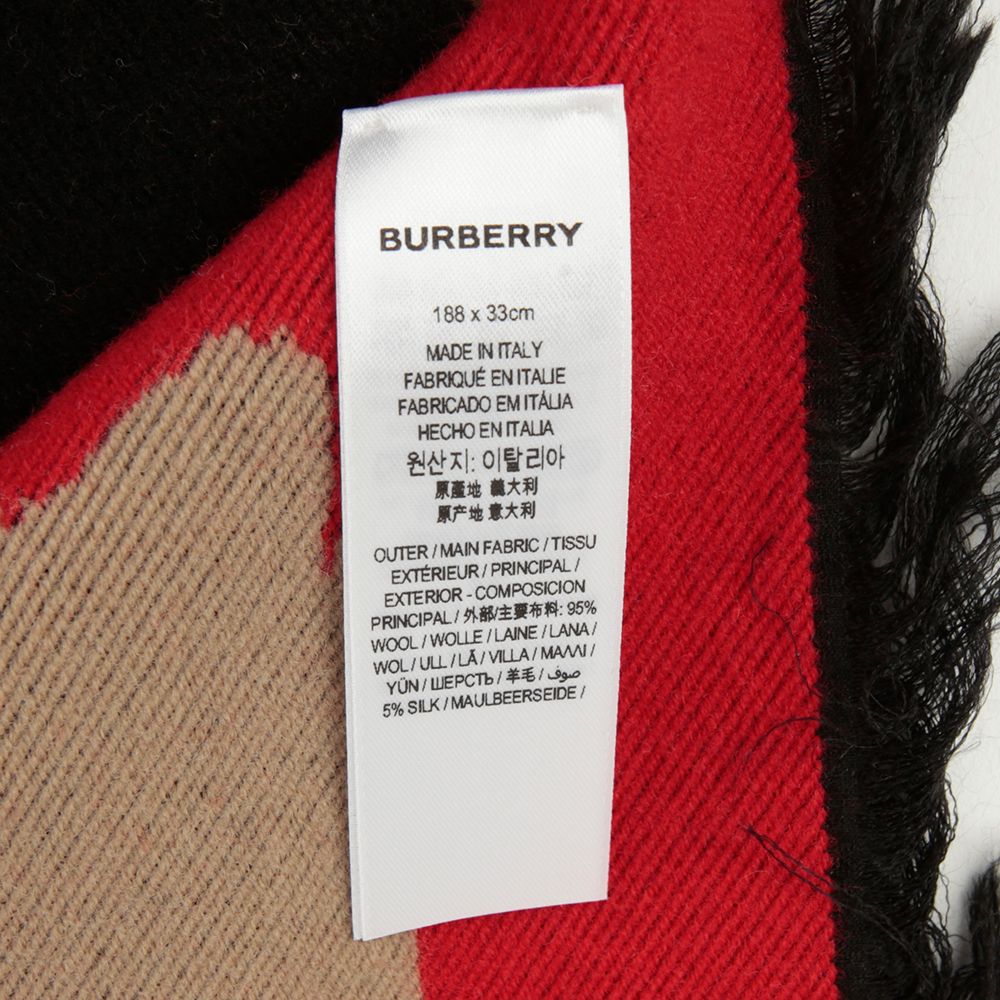 BURBERRY
188 x 33cm
MADE IN ITALY
FABRIQUÉ EN ITALIE
FABRICADO EM ITÁLIA
HECHO EN ITALIA
원산지: 이탈리아
原產地 義大利
原产地 意大利
OUTER / MAIN FABRIC / TISSU
EXTÉRIEUR / PRINCIPAL /
EXTERIOR - COMPOSICION
PRINCIPAL / 外部/主要布料: 95%
WOOL / WOLLE / LAINE / LANA /
WOL / ULL / LÃ / VILLA / ΜΑΛΛΙ /
YÜN / ШЕРСТЬ / 羊毛 / صوف /
5% SILK / MAULBEERSEIDE /